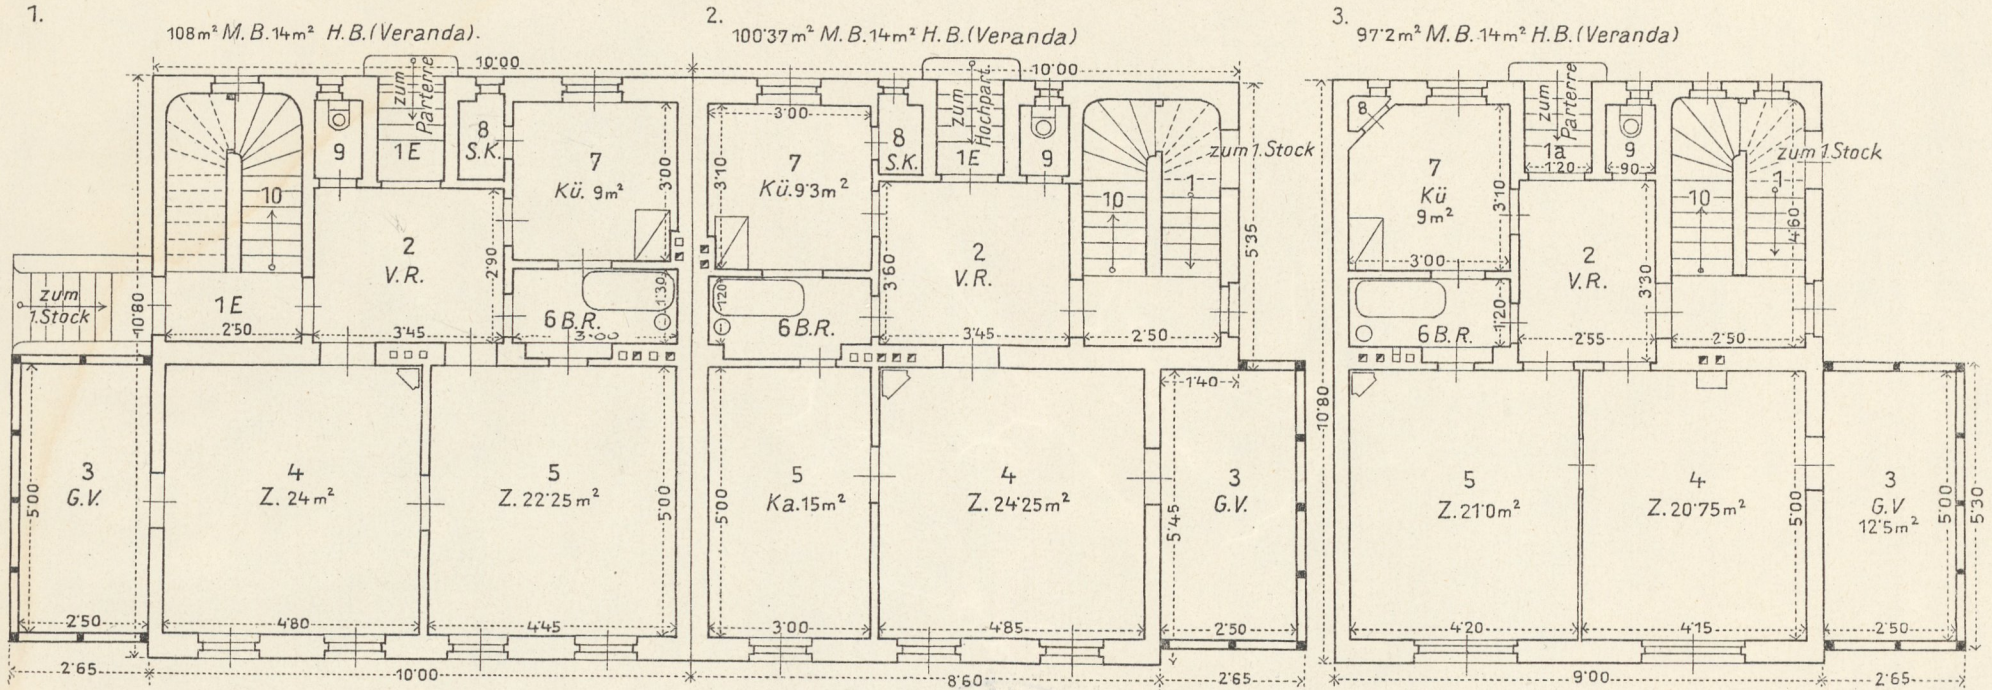 1.
108m² M.B. 14m² H.B. (Veranda).
10·00
zum
Parterre
1E
9
8
S.K.
7
Kü. 9m²
3·00
10
2
V.R.
2·90
zum
1.Stock
10·80
1E
2·50
3·45
6 B.R.
1·30
3·00
3
G.V.
5·00
2·50
4
Z. 24m²
4·80
5
Z. 22·25m²
5·00
4·45
2·65
10·00
2.
100·37m² M.B. 14m² H.B. (Veranda)
10·00
3·00
3·10
7
Kü. 9·3m²
8
S.K.
zum
Hochpart.
1E
9
zum 1.Stock
10
1
5·35
2
V.R.
3·60
3·45
2·50
1·20
6 B.R.
5
Ka. 15m²
5·00
3·00
4
Z. 24·25m²
4·85
1·40
5·45
3
G.V.
2·50
8·60
2·65
3.
97·2m² M.B. 14m² H.B. (Veranda)
8
7
Kü
9m²
3·10
3·00
zum
Parterre
1a
1·20
9
·90
zum 1.Stock
10
1
4·60
2
V.R.
3·30
2·55
2·50
6 B.R.
1·20
10·80
5
Z. 21·0m²
4·20
4
Z. 20·75m²
5·00
4·15
3
G.V
12·5m²
5·00
5·30
2·50
9·00
2·65